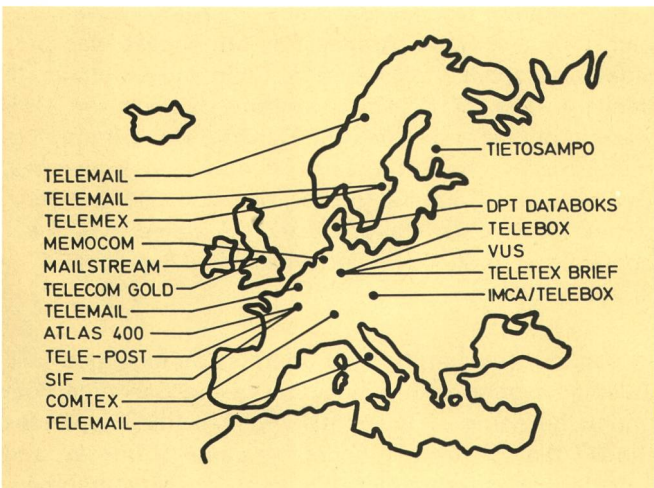 TELEMAIL
TELEMAIL
TELEMEX
MEMOCOM
MAILSTREAM
TELECOM GOLD
TELEMAIL
ATLAS 400
TELE-POST
SIF
COMTEX
TELEMAIL
TIETOSAMPO
DPT DATABOKS
TELEBOX
VUS
TELETEX BRIEF
IMCA/TELEBOX